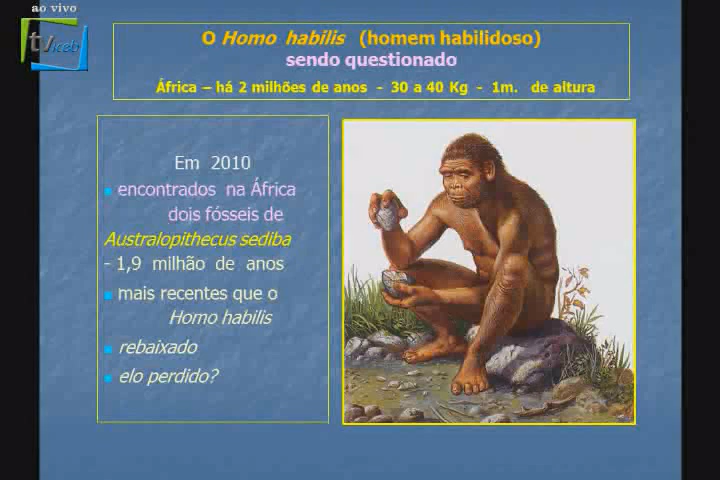 ao vivo
tv kceb
O Homo habilis (homem habilidoso)
sendo questionado
África – há 2 milhões de anos - 30 a 40 Kg - 1m. de altura
Em 2010
encontrados na África
dois fósseis de
Australopithecus sediba
- 1,9 milhão de anos
mais recentes que o
Homo habilis
rebaixado
elo perdido?